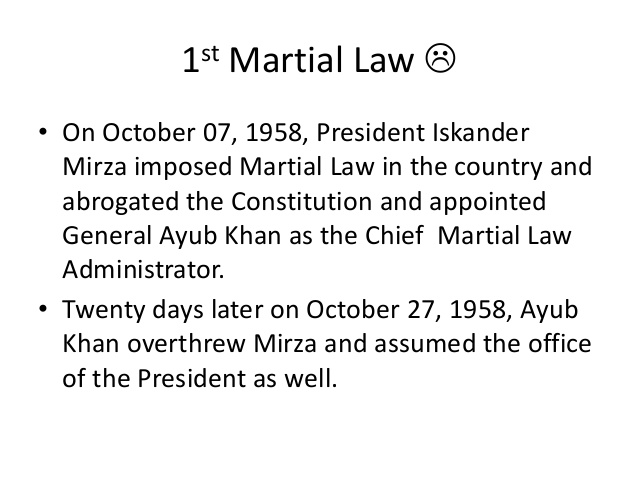 1st Martial Law ☹
• On October 07, 1958, President Iskander
Mirza imposed Martial Law in the country and
abrogated the Constitution and appointed
General Ayub Khan as the Chief  Martial Law
Administrator.
• Twenty days later on October 27, 1958, Ayub
Khan overthrew Mirza and assumed the office
of the President as well.